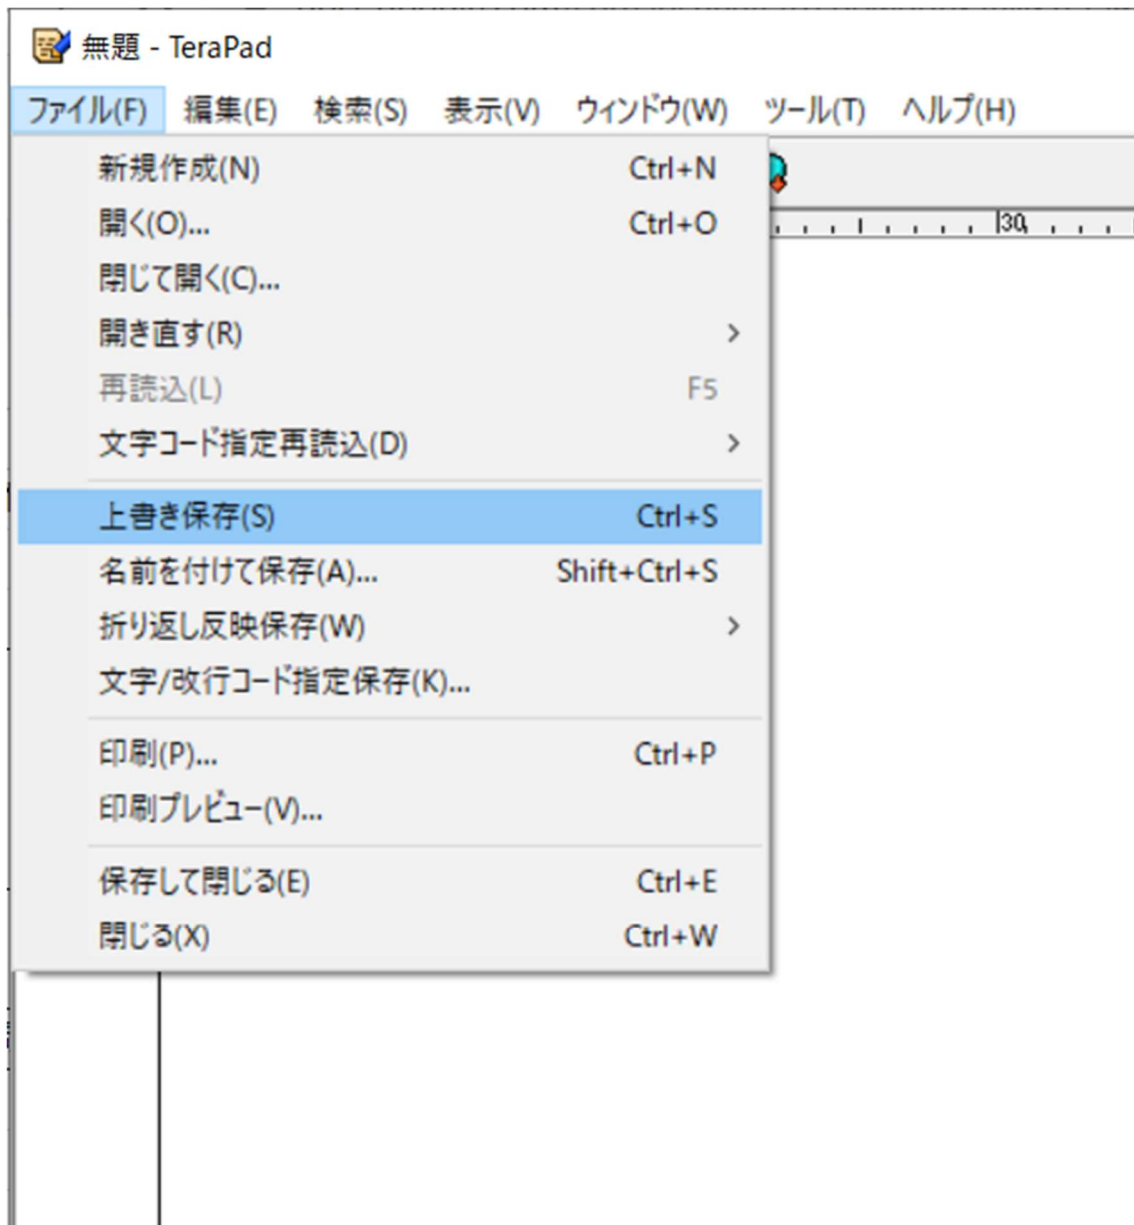 無題 - TeraPad
ファイル(F) 編集(E) 検索(S) 表示(V) ウィンドウ(W) ツール(T) ヘルプ(H)
新規作成(N) Ctrl+N
開く(O)... Ctrl+O
30
閉じて開く(C)...
開き直す(R)
再読込(L) F5
文字コード指定再読込(D)
上書き保存(S) Ctrl+S
名前を付けて保存(A)... Shift+Ctrl+S
折り返し反映保存(W)
文字/改行コード指定保存(K)...
印刷(P)... Ctrl+P
印刷プレビュー(V)...
保存して閉じる(E) Ctrl+E
閉じる(X) Ctrl+W